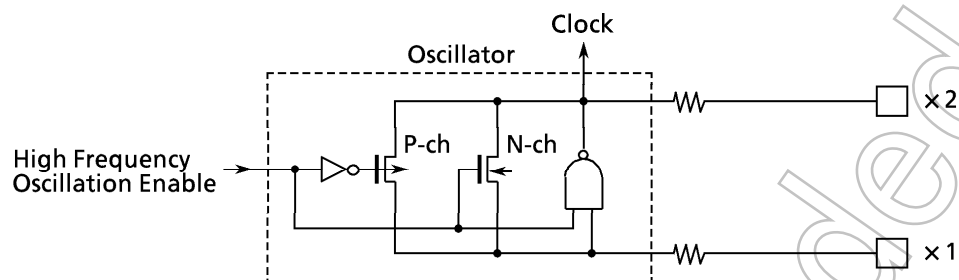 Clock
Oscillator
P-ch
N-ch
High Frequency
Oscillation Enable
×2
×1